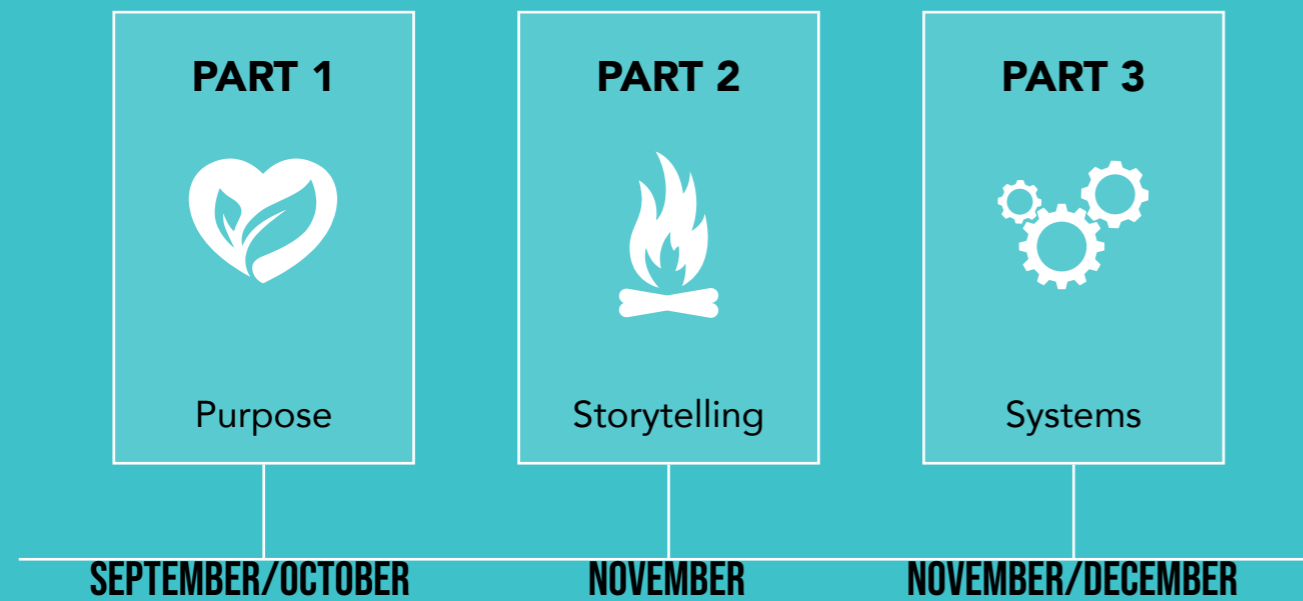 PART 1
PART 2
PART 3
Purpose
Storytelling
Systems
SEPTEMBER/OCTOBER
NOVEMBER
NOVEMBER/DECEMBER